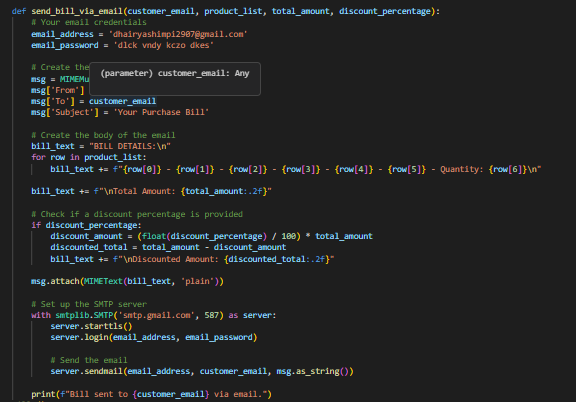 def send_bill_via_email(customer_email, product_list, total_amount, discount_percentage):
# Your email credentials
email_address = 'dhairyashimpi2907@gmail.com'
email_password = 'dlck vndy kczo dkes'
# Create the
(parameter) customer_email: Any
msg = MIMEMu
msg['From']
msg['To'] = customer_email
msg['Subject'] = 'Your Purchase Bill'
# Create the body of the email
bill_text = "BILL DETAILS:\n"
for row in product_list:
bill_text += f"{row[0]} - {row[1]} - {row[2]} - {row[3]} - {row[4]} - {row[5]} - Quantity: {row[6]}\n"
bill_text += f"\nTotal Amount: {total_amount:.2f}"
# Check if a discount percentage is provided
if discount_percentage:
discount_amount = (float(discount_percentage) / 100) * total_amount
discounted_total = total_amount - discount_amount
bill_text += f"\nDiscounted Amount: {discounted_total:.2f}"
msg.attach(MIMEText(bill_text, 'plain'))
# Set up the SMTP server
with smtplib.SMTP('smtp.gmail.com', 587) as server:
server.starttls()
server.login(email_address, email_password)
# Send the email
server.sendmail(email_address, customer_email, msg.as_string())
print(f"Bill sent to {customer_email} via email.")